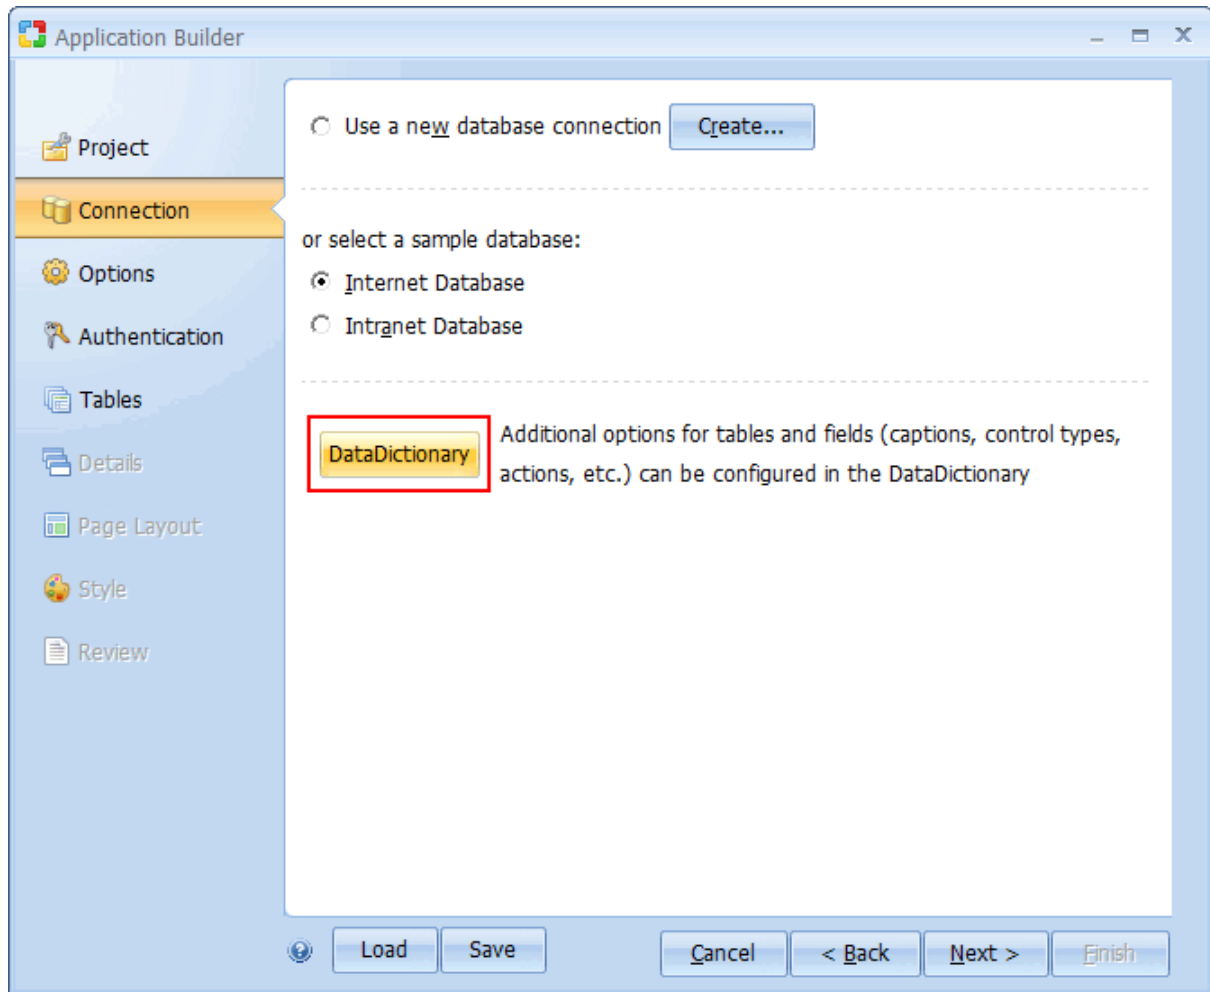 Application Builder
Project
Connection
Options
Authentication
Tables
Details
Page Layout
Style
Review
Use a new database connection Create...
or select a sample database:
Internet Database
Intranet Database
DataDictionary
Additional options for tables and fields (captions, control types,
actions, etc.) can be configured in the DataDictionary
Load Save Cancel < Back Next > Finish